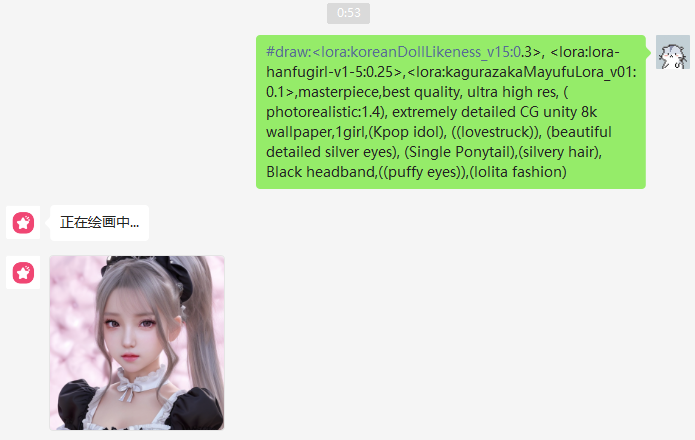 0:53
#draw:<lora:koreanDollLikeness_v15:0.3>, <lora:lora-
hanfugirl-v1-5:0.25>,<lora:kagurazakaMayufuLora_v01:
0.1>,masterpiece,best quality, ultra high res, (
photorealistic:1.4), extremely detailed CG unity 8k
wallpaper,1girl,(Kpop idol), ((lovestruck)), (beautiful
detailed silver eyes), (Single Ponytail),(silvery hair),
Black headband,((puffy eyes)),(lolita fashion)
正在绘画中...